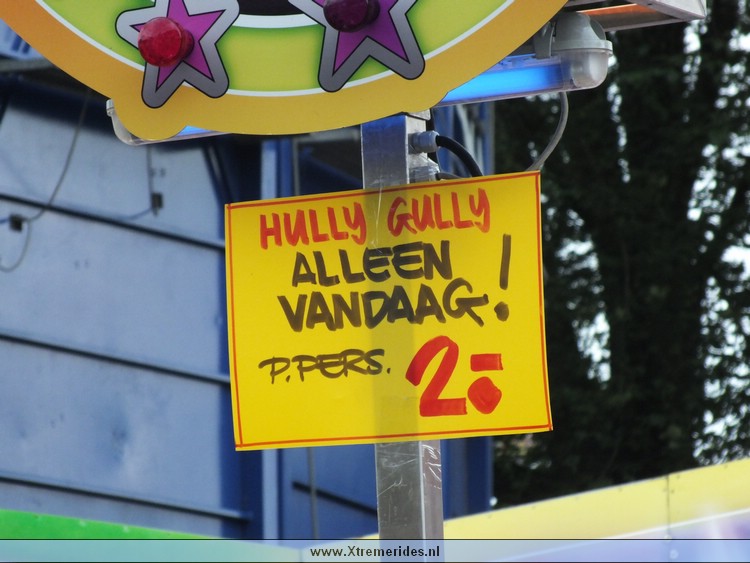 HULLY GULLY
ALLEEN
VANDAAG!
P.PERS. 2.-
www.Xtremerides.nl